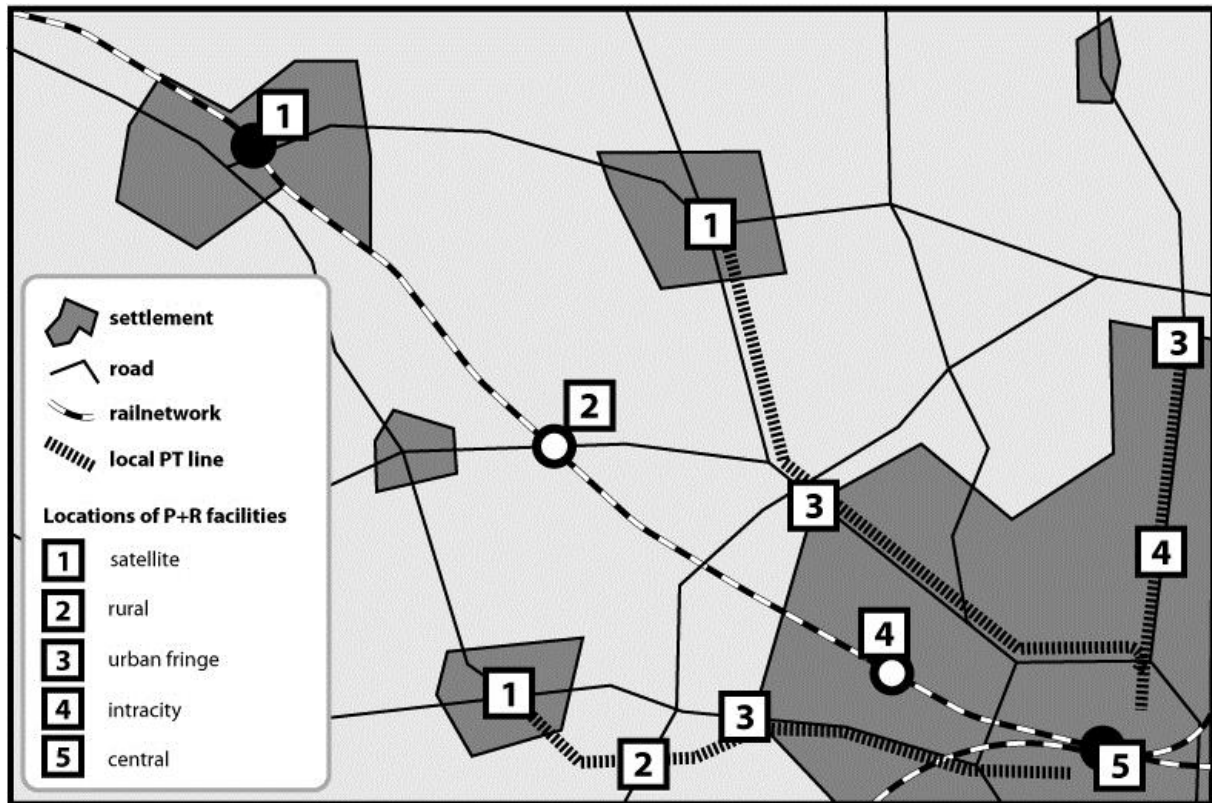 1
1
3
2
3
4
4
1
3
2
5
settlement
road
railnetwork
local PT line
Locations of P+R facilities
1 satellite
2 rural
3 urban fringe
4 intracity
5 central